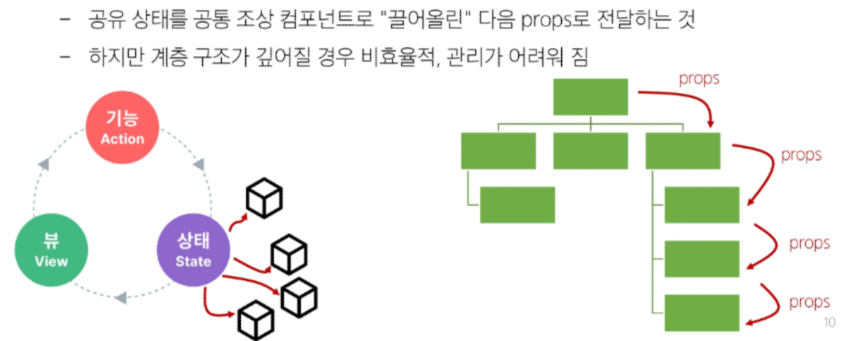 – 공유 상태를 공통 조상 컴포넌트로 "끌어올린" 다음 props로 전달하는 것
– 하지만 계층 구조가 깊어질 경우 비효율적, 관리가 어려워 짐
기능
Action
뷰
View
상태
State
props
props
props
props
10